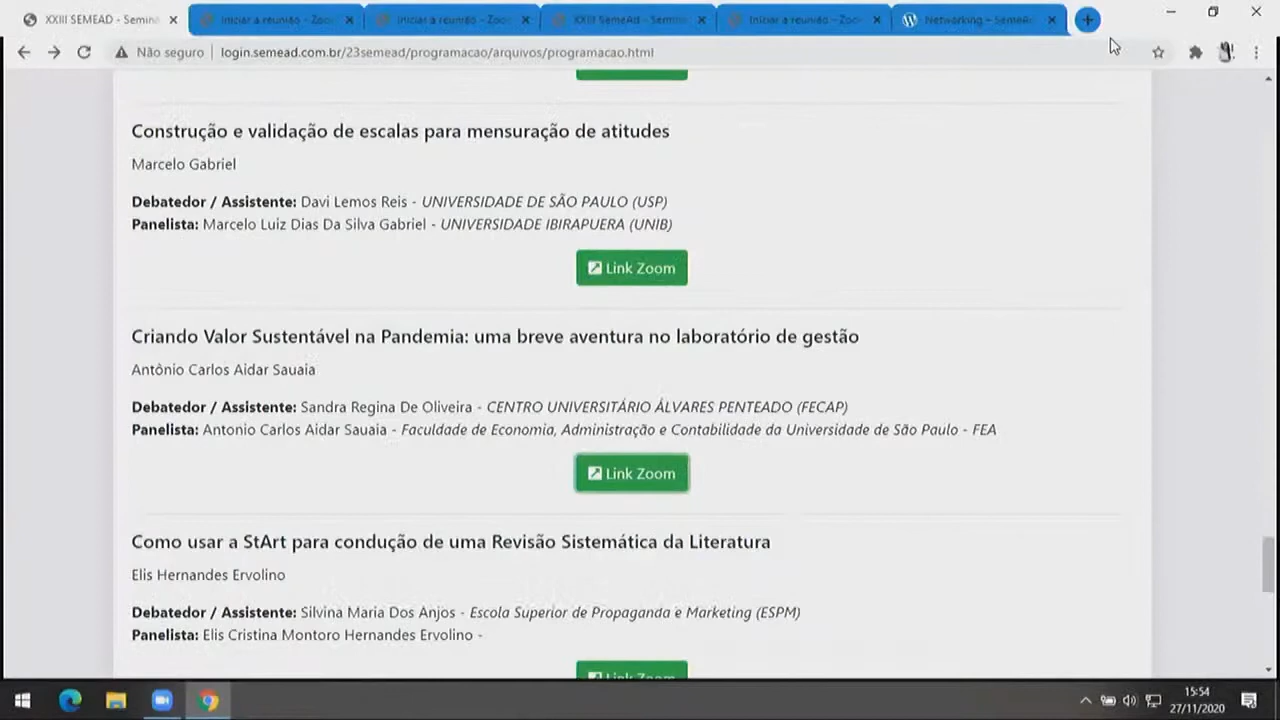 XXIII SEMEAD - Semina
Iniciar a reunião - Zoo
Iniciar a reunião - Zoo
XXIII SemeAd - Semina
Iniciar a reunião - Zoo
Networking – SemeA
Não seguro | login.semead.com.br/23semead/programacao/arquivos/programacao.html
Construção e validação de escalas para mensuração de atitudes
Marcelo Gabriel
Debatedor / Assistente: Davi Lemos Reis - UNIVERSIDADE DE SÃO PAULO (USP)
Panelista: Marcelo Luiz Dias Da Silva Gabriel - UNIVERSIDADE IBIRAPUERA (UNIB)
Link Zoom
Criando Valor Sustentável na Pandemia: uma breve aventura no laboratório de gestão
Antônio Carlos Aidar Sauaia
Debatedor / Assistente: Sandra Regina De Oliveira - CENTRO UNIVERSITÁRIO ÁLVARES PENTEADO (FECAP)
Panelista: Antonio Carlos Aidar Sauaia - Faculdade de Economia, Administração e Contabilidade da Universidade de São Paulo - FEA
Link Zoom
Como usar a StArt para condução de uma Revisão Sistemática da Literatura
Elis Hernandes Ervolino
Debatedor / Assistente: Silvina Maria Dos Anjos - Escola Superior de Propaganda e Marketing (ESPM)
Panelista: Elis Cristina Montoro Hernandes Ervolino -
Link Zoom
15:54
27/11/2020